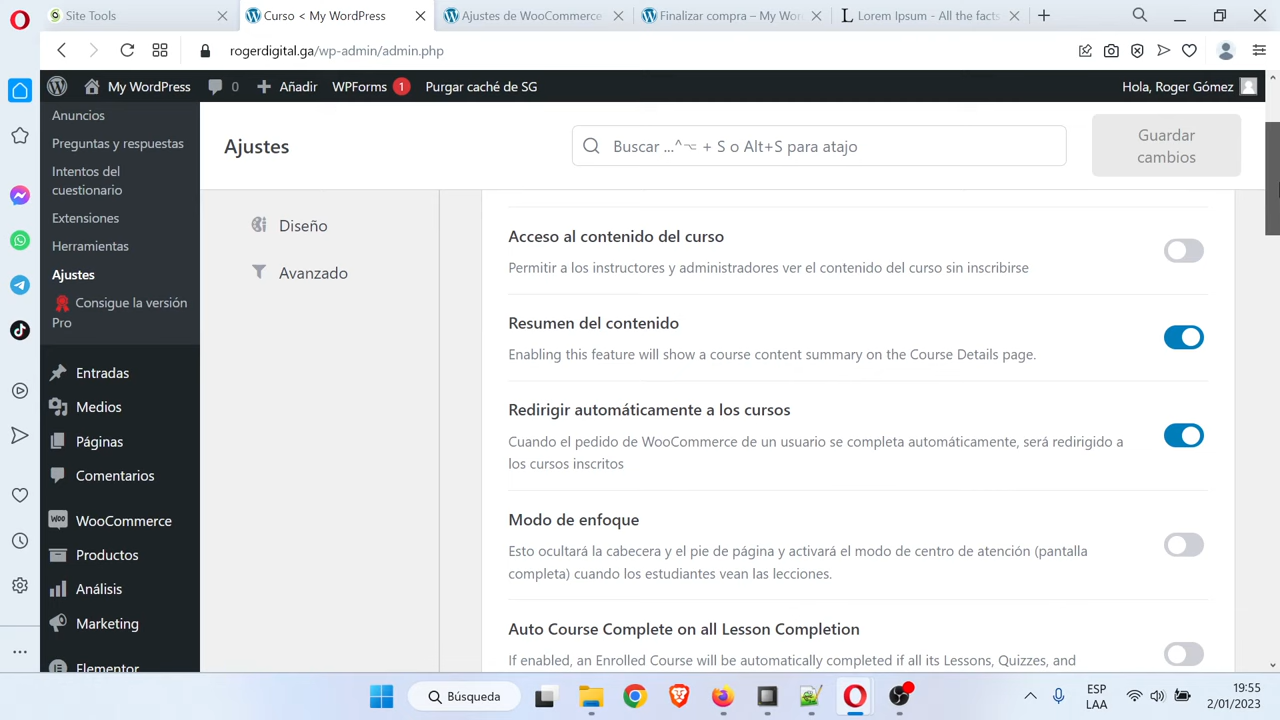 Site Tools
Curso < My WordPress
Ajustes de WooCommerce
Finalizar compra – My Wor
Lorem Ipsum - All the facts
rogerdigital.ga/wp-admin/admin.php
My WordPress
0
Añadir
WPForms 1
Purgar caché de SG
Hola, Roger Gómez
Anuncios
Preguntas y respuestas
Intentos del
cuestionario
Extensiones
Herramientas
Ajustes
Consigue la versión
Pro
Entradas
Medios
Páginas
Comentarios
WooCommerce
Productos
Análisis
Marketing
Elementor
Ajustes
Buscar ...^⌥ + S o Alt+S para atajo
Guardar
cambios
Diseño
Avanzado
Acceso al contenido del curso
Permitir a los instructores y administradores ver el contenido del curso sin inscribirse
Resumen del contenido
Enabling this feature will show a course content summary on the Course Details page.
Redirigir automáticamente a los cursos
Cuando el pedido de WooCommerce de un usuario se completa automáticamente, será redirigido a
los cursos inscritos
Modo de enfoque
Esto ocultará la cabecera y el pie de página y activará el modo de centro de atención (pantalla
completa) cuando los estudiantes vean las lecciones.
Auto Course Complete on all Lesson Completion
If enabled, an Enrolled Course will be automatically completed if all its Lessons, Quizzes, and
Búsqueda
ESP
LAA
19:55
2/01/2023